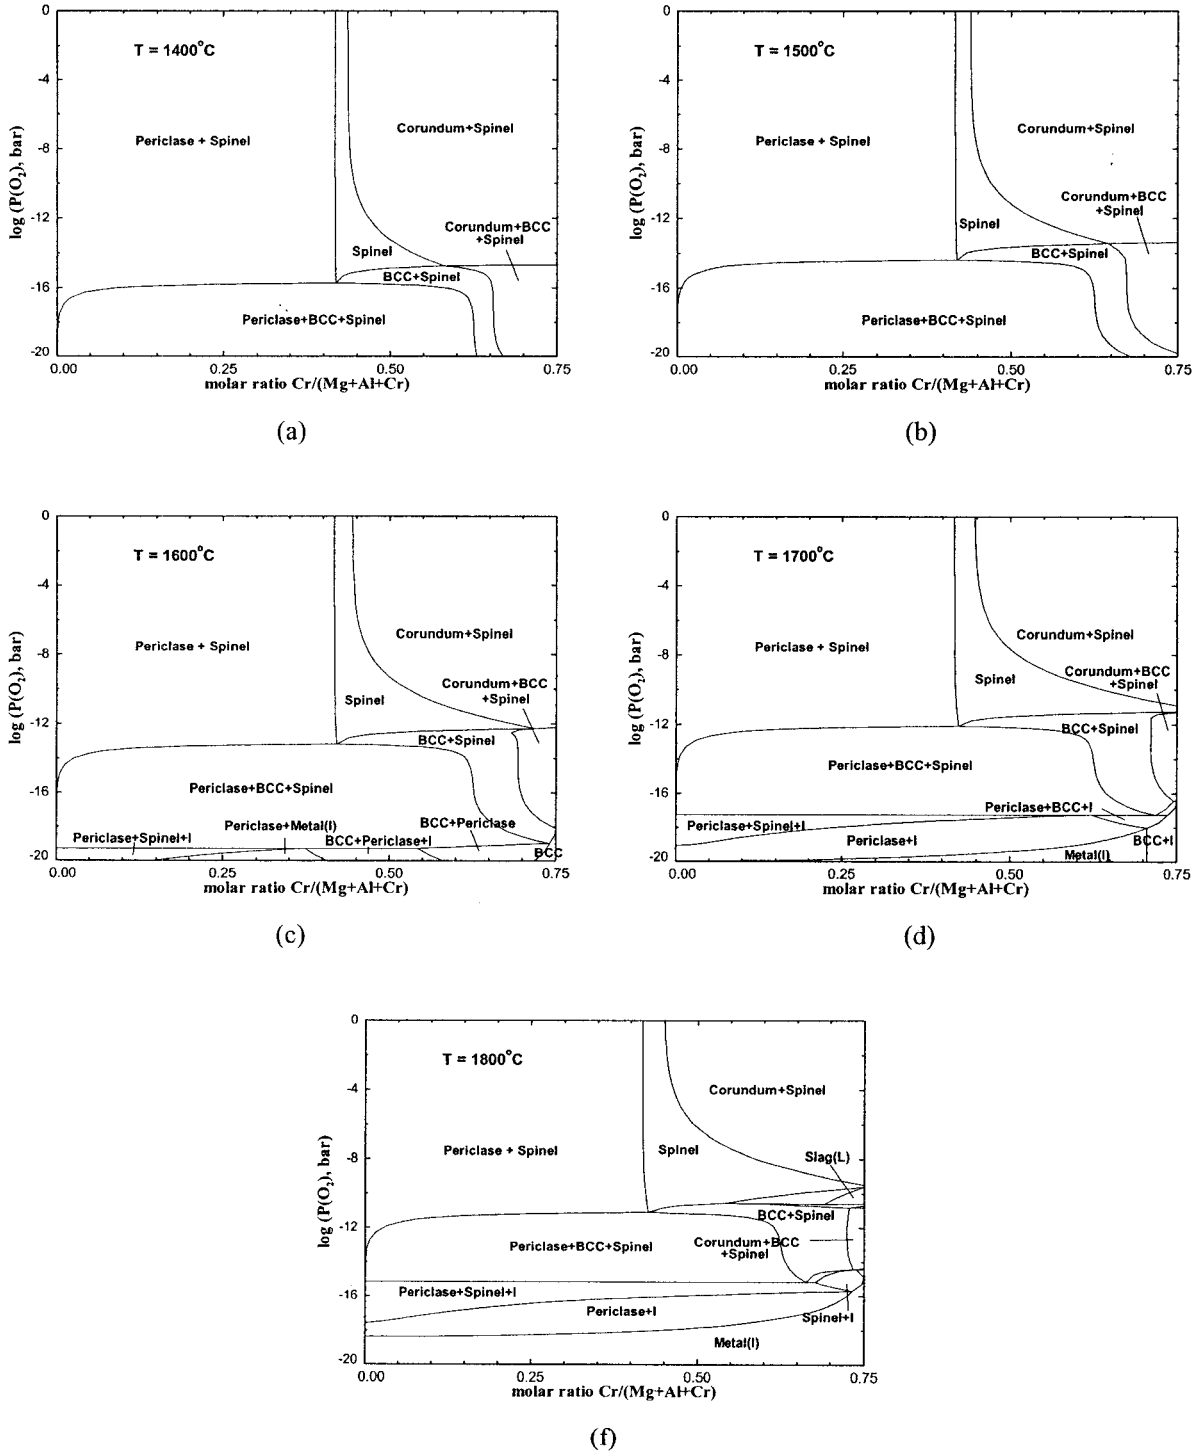 0
T = 1400°C
-4
Corundum+Spinel
Periclase + Spinel
-8
log (P(O2), bar)
-12
Corundum+BCC
+Spinel
Spinel
BCC+Spinel
-16
Periclase+BCC+Spinel
-20
0.00 0.25 0.50 0.75
molar ratio Cr/(Mg+Al+Cr)
(a)
0
T = 1500°C
-4
Corundum+Spinel
Periclase + Spinel
-8
log (P(O2), bar)
-12
Corundum+BCC
+Spinel
Spinel
BCC+Spinel
-16
Periclase+BCC+Spinel
-20
0.00 0.25 0.50 0.75
molar ratio Cr/(Mg+Al+Cr)
(b)
0
T = 1600°C
-4
Corundum+Spinel
Periclase + Spinel
-8
log (P(O2), bar)
Corundum+BCC
+Spinel
Spinel
-12
BCC+Spinel
Periclase+BCC+Spinel
-16
Periclase+Metal(l)
BCC+Periclase
Periclase+Spinel+l
BCC+Periclase+l
BCC
-20
0.00 0.25 0.50 0.75
molar ratio Cr/(Mg+Al+Cr)
(c)
0
T = 1700°C
-4
Corundum+Spinel
Periclase + Spinel
-8
log (P(O2), bar)
Corundum+BCC
+Spinel
Spinel
-12
BCC+Spinel
Periclase+BCC+Spinel
-16
Periclase+BCC+l
Periclase+Spinel+l
Periclase+l
BCC+l
Metal(l)
-20
0.00 0.25 0.50 0.75
molar ratio Cr/(Mg+Al+Cr)
(d)
0
T = 1800°C
-4
Corundum+Spinel
Periclase + Spinel
Spinel
-8
Slag(L)
log (P(O2), bar)
BCC+Spinel
-12
Corundum+BCC
+Spinel
Periclase+BCC+Spinel
Periclase+Spinel+l
-16
Periclase+l
Spinel+l
Metal(l)
-20
0.00 0.25 0.50 0.75
molar ratio Cr/(Mg+Al+Cr)
(f)